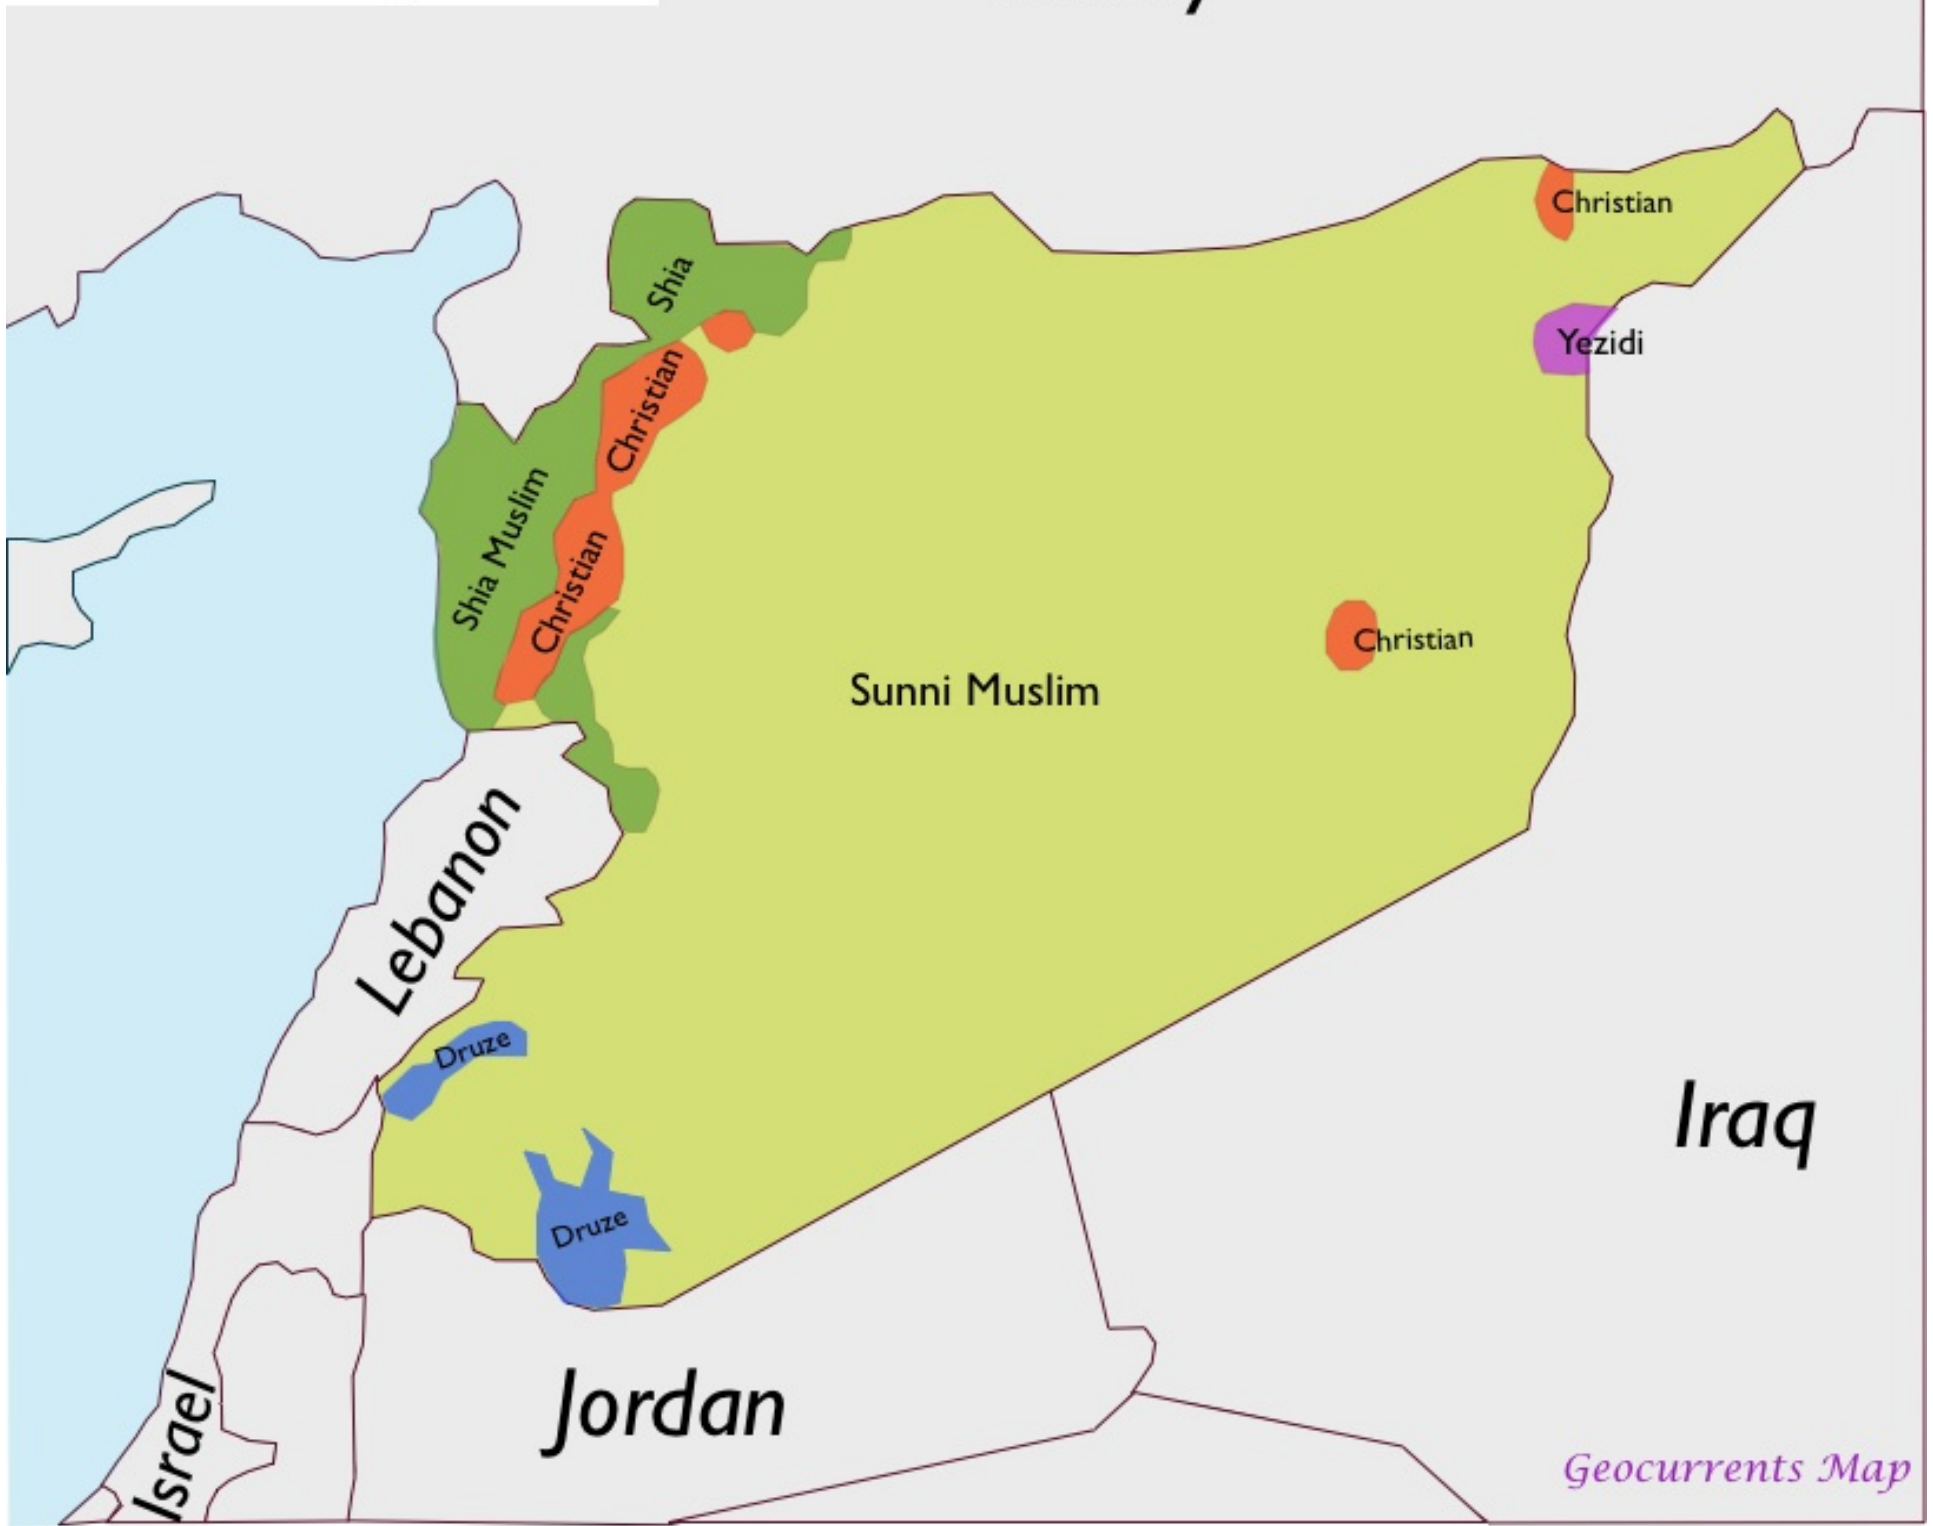 Christian
Shia
Yezidi
Christian
Shia Muslim
Christian
Christian
Sunni Muslim
Lebanon
Druze
Iraq
Druze
Jordan
Israel
Geocurrents Map